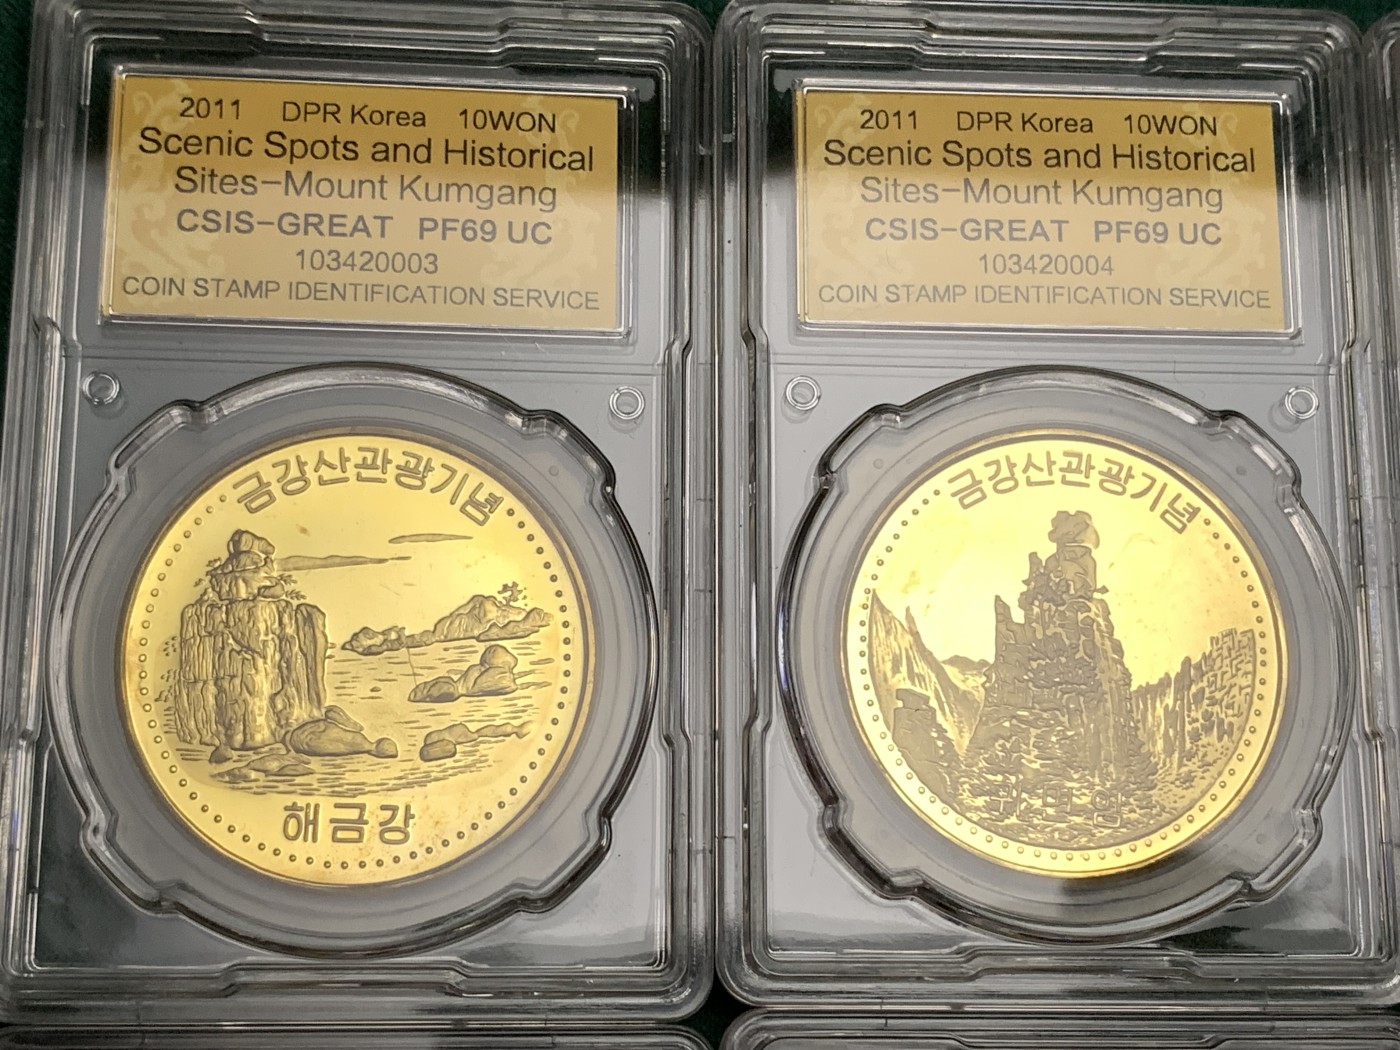 2011 DPR Korea 10WON
Scenic Spots and Historical
Sites-Mount Kumgang
CSIS-GREAT PF69 UC
103420003
COIN STAMP IDENTIFICATION SERVICE
금강산관광기념
해금강
2011 DPR Korea 10WON
Scenic Spots and Historical
Sites-Mount Kumgang
CSIS-GREAT PF69 UC
103420004
COIN STAMP IDENTIFICATION SERVICE
금강산관광기념
귀면암